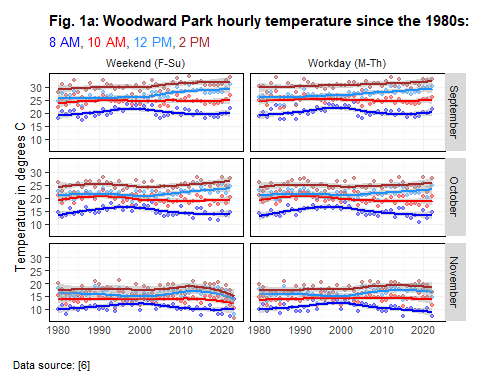 Fig. 1a: Woodward Park hourly temperature since the 1980s:
8 AM, 10 AM, 12 PM, 2 PM
Weekend (F-Su)
Workday (M-Th)
Temperature in degrees C
30
25
20
15
10
September
30
25
20
15
10
October
30
25
20
15
10
November
1980 1990 2000 2010 2020
1980 1990 2000 2010 2020
Data source: [6]